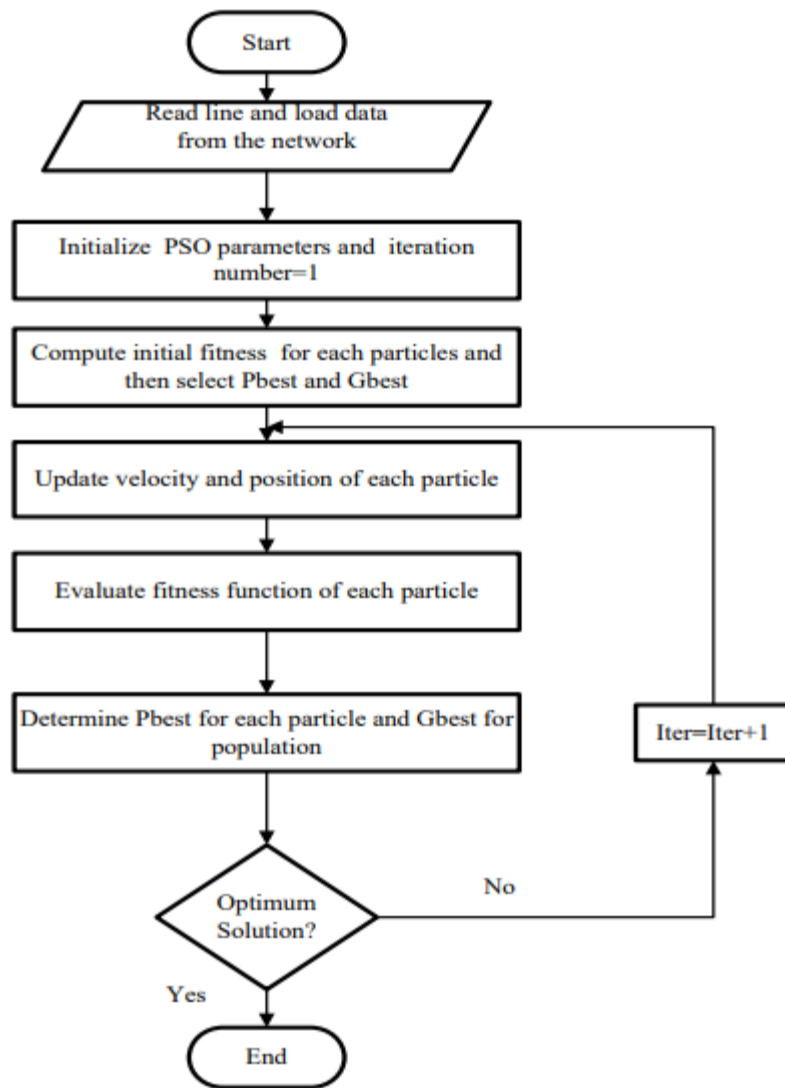 Start
Read line and load data
from the network
Initialize PSO parameters and iteration
number=1
Compute initial fitness for each particles and
then select Pbest and Gbest
Update velocity and position of each particle
Evaluate fitness function of each particle
Determine Pbest for each particle and Gbest for
population
Iter=Iter+1
Optimum
Solution?
No
Yes
End